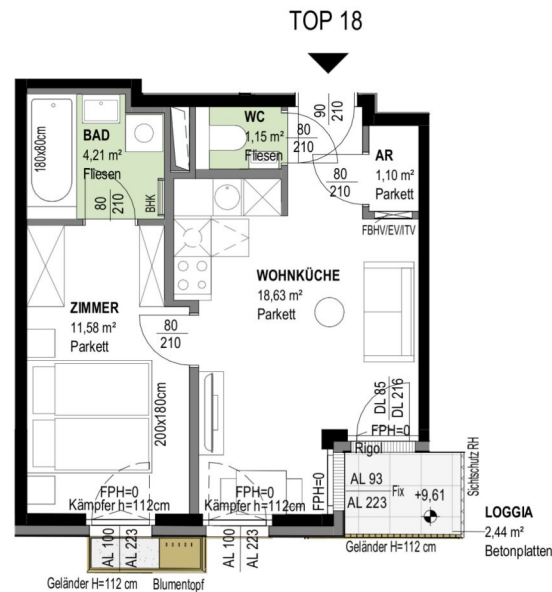 TOP 18
90
210
WC
1,15 m²
Fliesen
80
210
BAD
4,21 m²
Fliesen
180x80cm
80
210
BHK
AR
1,10 m²
Parkett
80
210
FBHV/EV/ITV
WOHNKÜCHE
18,63 m²
Parkett
ZIMMER
11,58 m²
Parkett
80
210
200x180cm
DL 85
DL 216
FPH=0
Rigol
FPH=0
Kämpfer h=112cm
FPH=0
Kämpfer h=112cm
FPH=0
AL 93
AL 223
Fix
+9,61
Sichtschutz RH
LOGGIA
2,44 m²
Betonplatten
Geländer H=112 cm
AL 100
AL 223
AL 100
AL 223
Geländer H=112 cm
Blumentopf